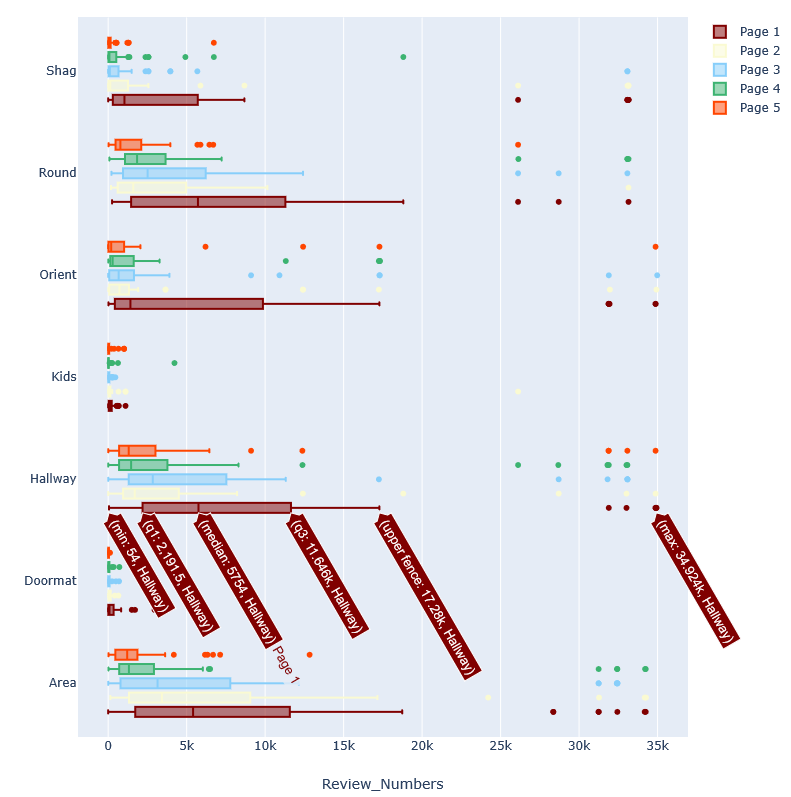 Page 1
Page 2
Page 3
Page 4
Page 5
Shag
Round
Orient
Kids
Hallway
Doormat
Area
(min: 54, Hallway)
(q1: 2,191.5, Hallway)
(median: 5754, Hallway)
Page 1
(q3: 11.646k, Hallway)
(upper fence: 17.28k, Hallway)
(max: 34.924k, Hallway)
0
5k
10k
15k
20k
25k
30k
35k
Review_Numbers